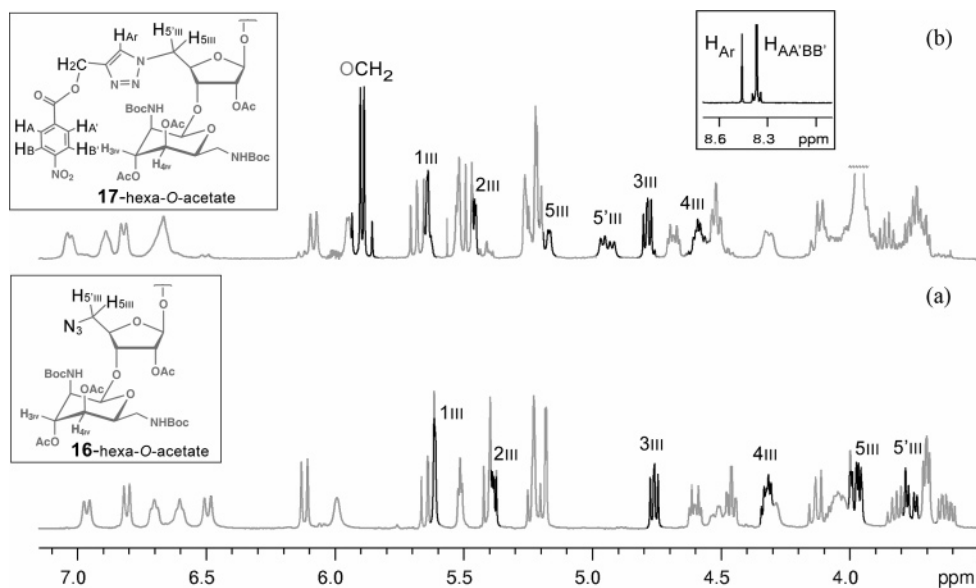 HAr
H5'III
H5III
O
H2C
N
N=N
O
O
O
OAc
BocNH
OAc
O
O
HA
HA'
HB
HB'
H3IV
AcO
H4IV
NHBoc
NO2
17-hexa-O-acetate
(b)
OCH2
HAr
HAA'BB'
8.6
8.3
ppm
1III
2III
5III
5'III
3III
4III
H5'III
H5III
O
N3
O
O
OAc
BocNH
OAc
O
H3IV
AcO
H4IV
NHBoc
16-hexa-O-acetate
(a)
1III
2III
3III
4III
5III
5'III
7.0
6.5
6.0
5.5
5.0
4.5
4.0
ppm